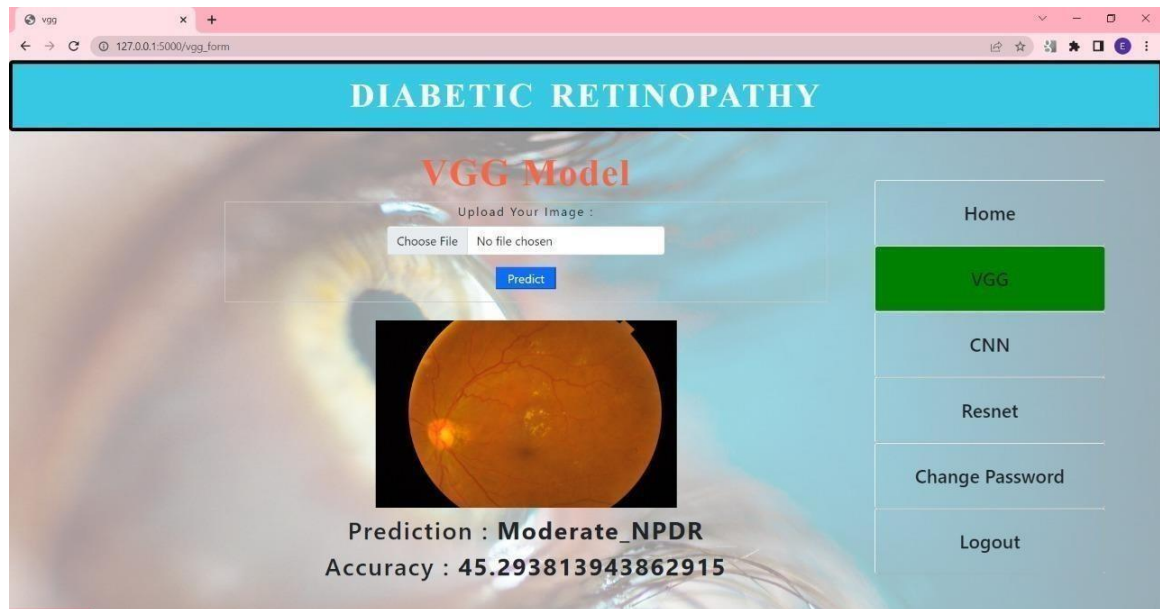 vgg
127.0.0.1:5000/vgg_form
E
DIABETIC RETINOPATHY
VGG Model
Upload Your Image :
Choose File No file chosen
Predict
Prediction : Moderate_NPDR
Accuracy : 45.293813943862915
Home
VGG
CNN
Resnet
Change Password
Logout